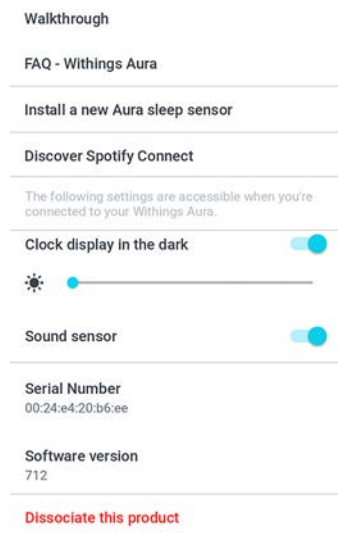 Walkthrough
FAQ - Withings Aura
Install a new Aura sleep sensor
Discover Spotify Connect
The following settings are accessible when you're
connected to your Withings Aura.
Clock display in the dark
Sound sensor
Serial Number
00:24:e4:20:b6:ee
Software version
712
Dissociate this product